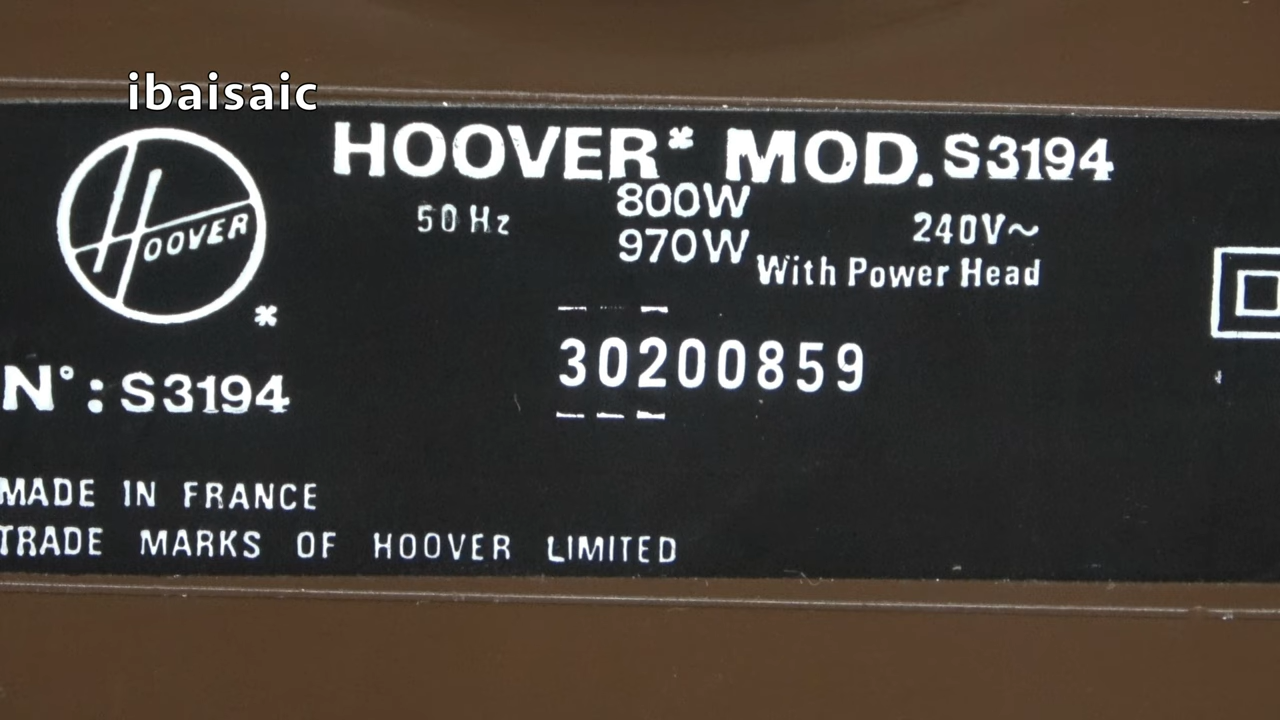 ibaisaic
HOOVER* MOD. S3194
50 Hz 800W 240V~
970W With Power Head
HOOVER
*
30200859
N°: S3194
MADE IN FRANCE
TRADE MARKS OF HOOVER LIMITED